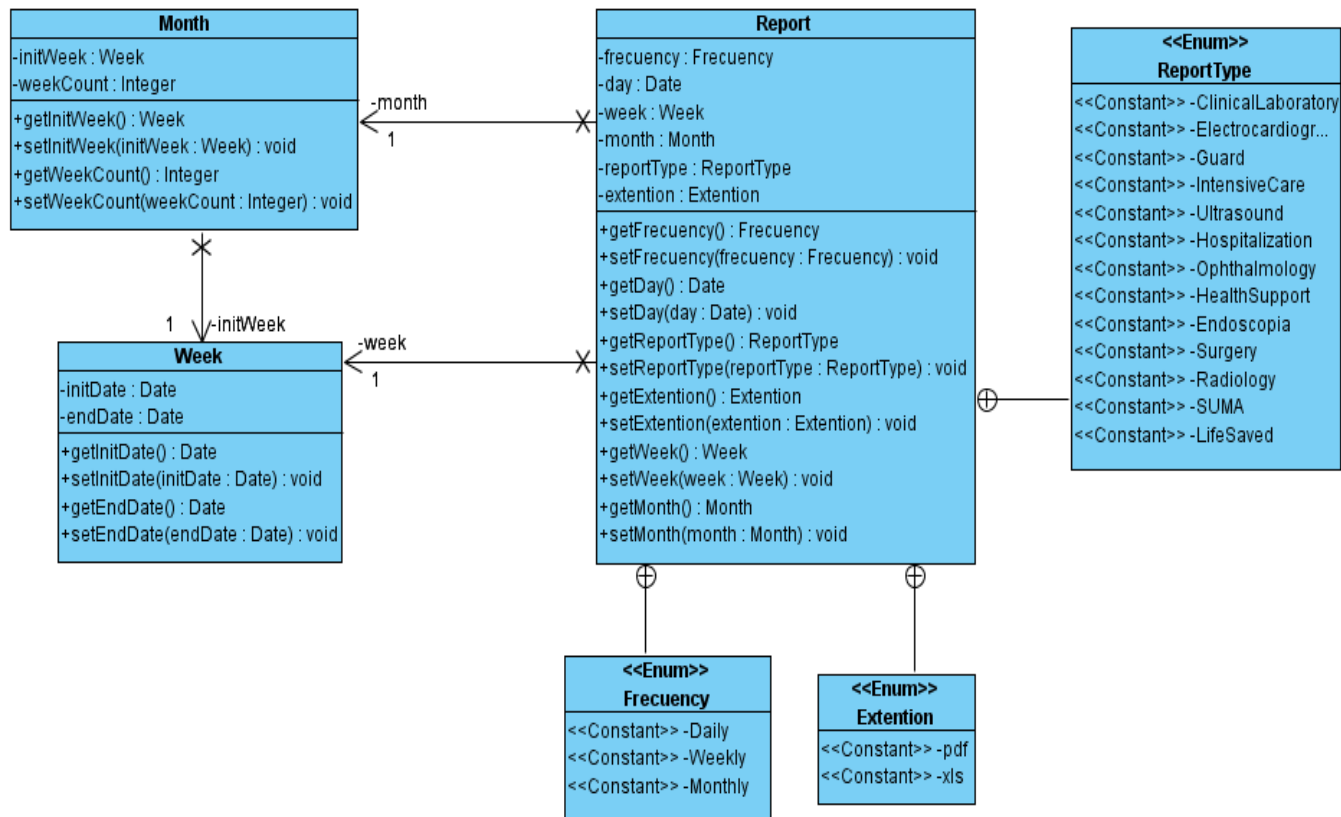 Month
-initWeek : Week
-weekCount : Integer
+getInitWeek() : Week
+setInitWeek(initWeek : Week) : void
+getWeekCount() : Integer
+setWeekCount(weekCount : Integer) : void
-month
1
1
-initWeek
Week
-initDate : Date
-endDate : Date
+getInitDate() : Date
+setInitDate(initDate : Date) : void
+getEndDate() : Date
+setEndDate(endDate : Date) : void
-week
1
Report
-frecuency : Frecuency
-day : Date
-week : Week
-month : Month
-reportType : ReportType
-extention : Extention
+getFrecuency() : Frecuency
+setFrecuency(frecuency : Frecuency) : void
+getDay() : Date
+setDay(day : Date) : void
+getReportType() : ReportType
+setReportType(reportType : ReportType) : void
+getExtention() : Extention
+setExtention(extention : Extention) : void
+getWeek() : Week
+setWeek(week : Week) : void
+getMonth() : Month
+setMonth(month : Month) : void
<<Enum>>
ReportType
<<Constant>> -ClinicalLaboratory
<<Constant>> -Electrocardiogr...
<<Constant>> -Guard
<<Constant>> -IntensiveCare
<<Constant>> -Ultrasound
<<Constant>> -Hospitalization
<<Constant>> -Ophthalmology
<<Constant>> -HealthSupport
<<Constant>> -Endoscopia
<<Constant>> -Surgery
<<Constant>> -Radiology
<<Constant>> -SUMA
<<Constant>> -LifeSaved
<<Enum>>
Frecuency
<<Constant>> -Daily
<<Constant>> -Weekly
<<Constant>> -Monthly
<<Enum>>
Extention
<<Constant>> -pdf
<<Constant>> -xls